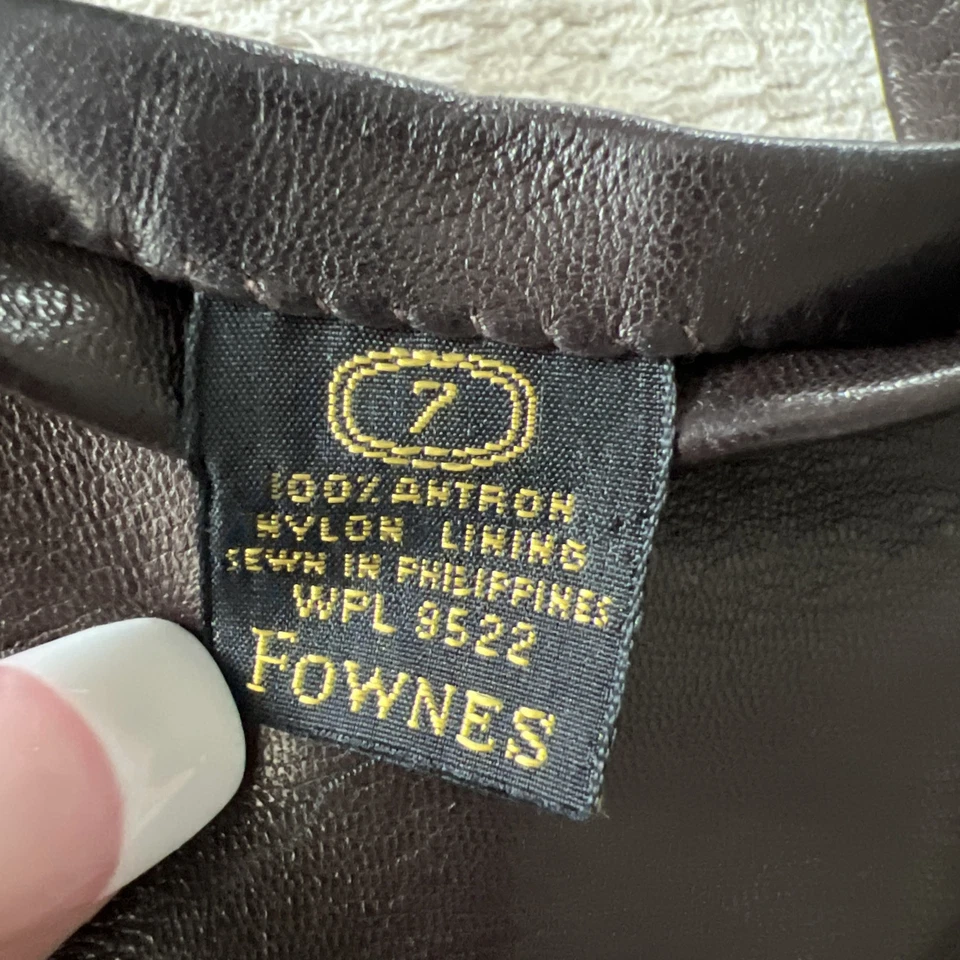 7
100% ANTRON
NYLON LINING
SEWN IN PHILIPPINES
WPL 9522
FOWNES